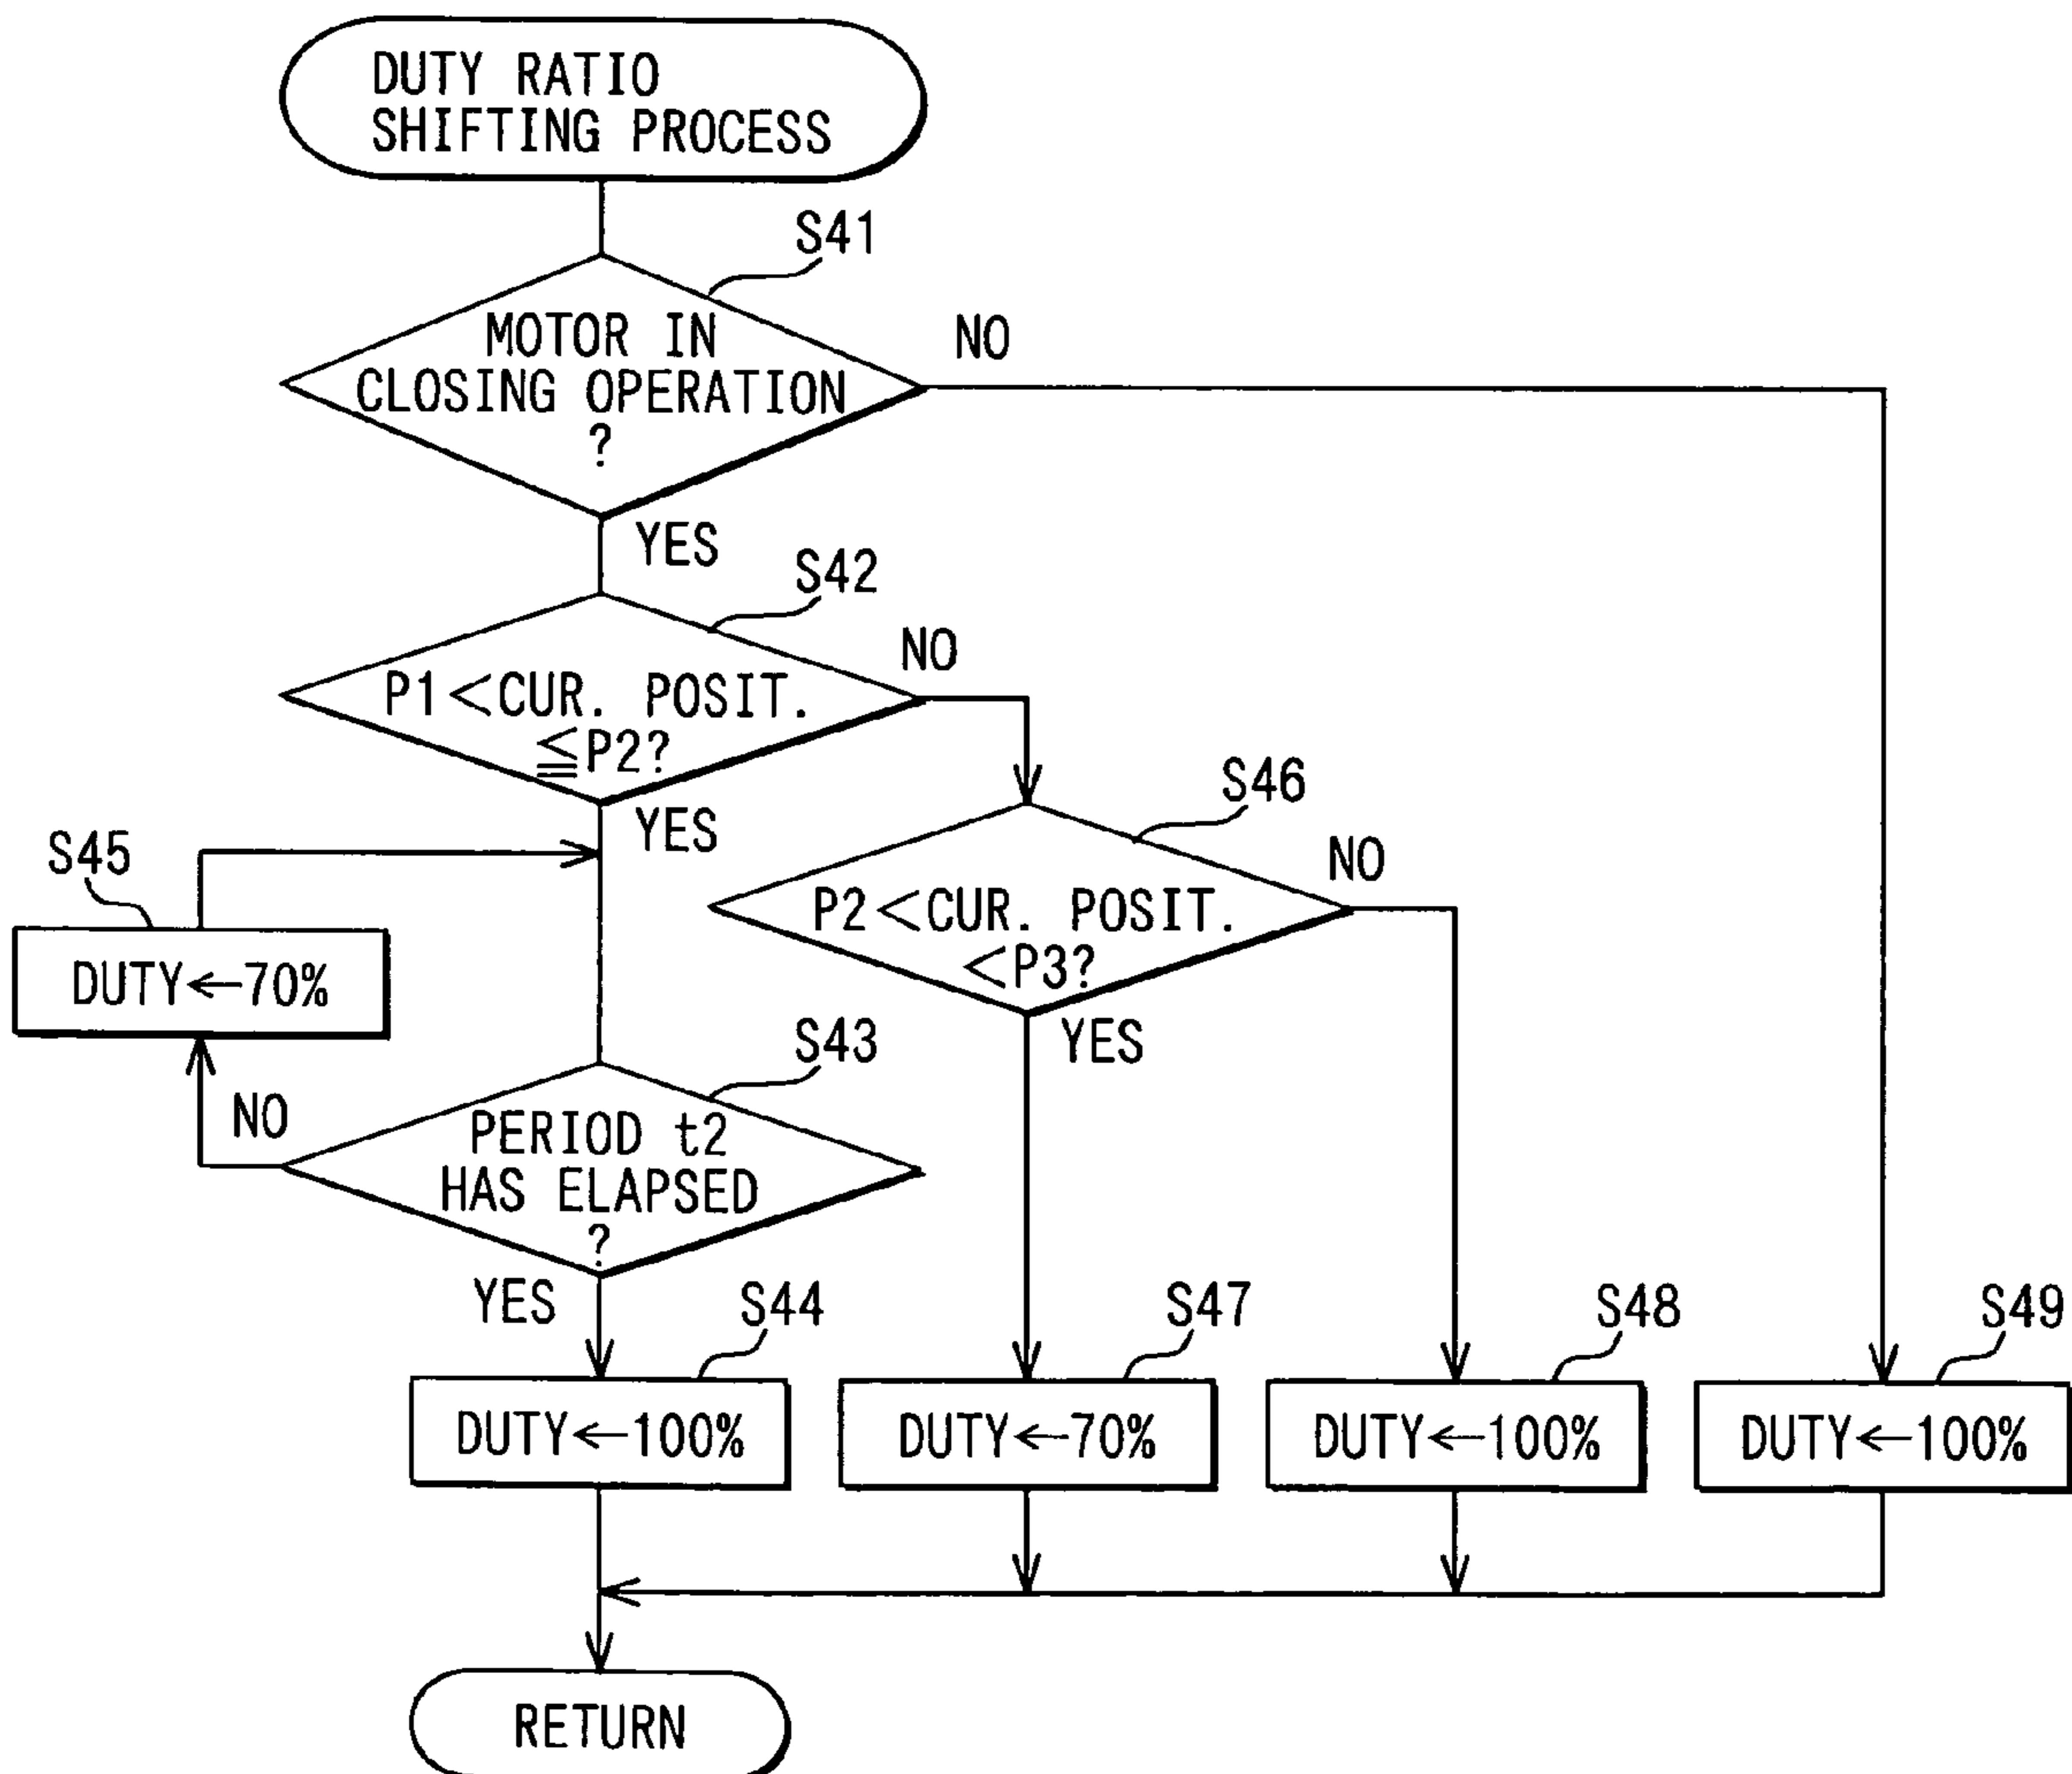 DUTY RATIO
SHIFTING PROCESS
S41
MOTOR IN
CLOSING OPERATION
?
NO
YES
S42
P1<CUR. POSIT.
≦P2?
NO
YES
S46
P2<CUR. POSIT.
<P3?
NO
YES
S45
DUTY←70%
S43
PERIOD t2
HAS ELAPSED
?
NO
YES
S44
DUTY←100%
S47
DUTY←70%
S48
DUTY←100%
S49
DUTY←100%
RETURN